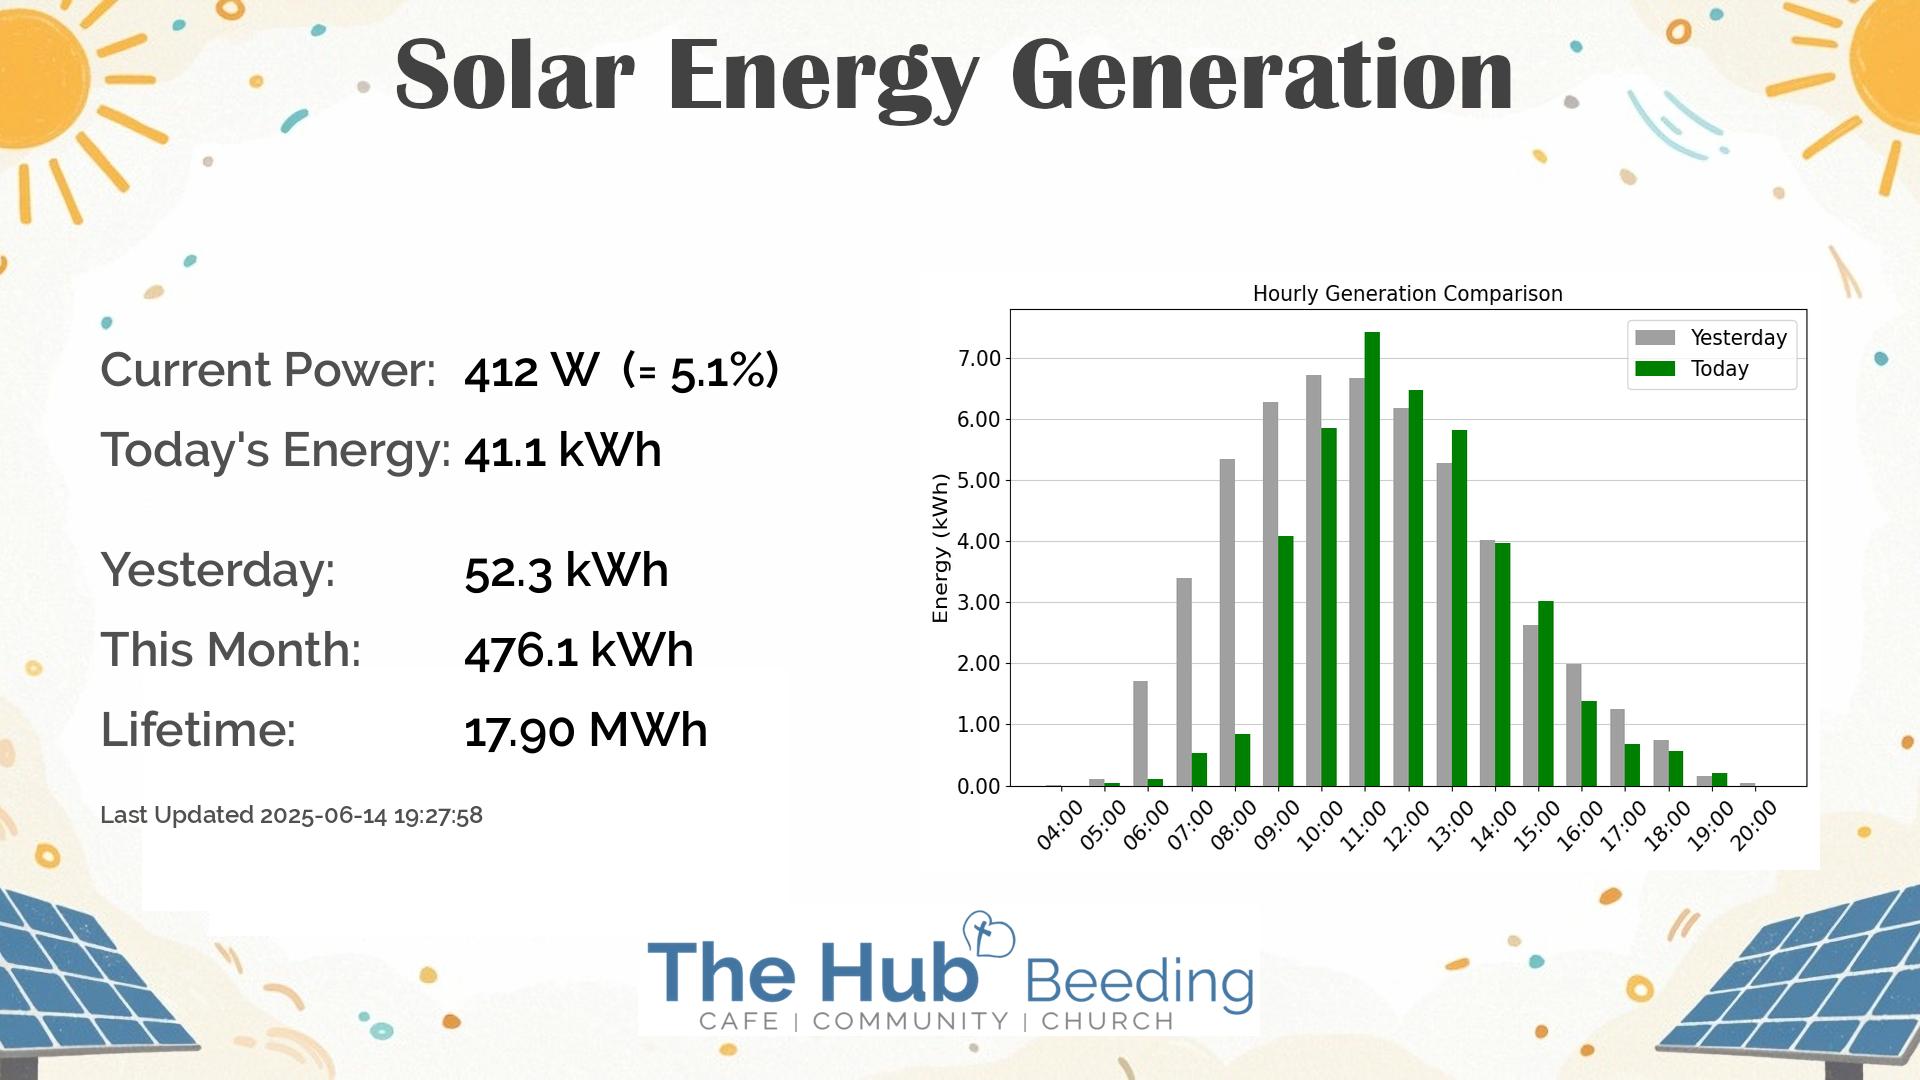 Solar Energy Generation
Current Power: 412 W (= 5.1%)
Today's Energy: 41.1 kWh
Yesterday: 52.3 kWh
This Month: 476.1 kWh
Lifetime: 17.90 MWh
Last Updated 2025-06-14 19:27:58
Hourly Generation Comparison
Yesterday
Today
Energy (kWh)
7.00
6.00
5.00
4.00
3.00
2.00
1.00
0.00
04:00 05:00 06:00 07:00 08:00 09:00 10:00 11:00 12:00 13:00 14:00 15:00 16:00 17:00 18:00 19:00 20:00
The Hub Beeding
CAFE | COMMUNITY | CHURCH